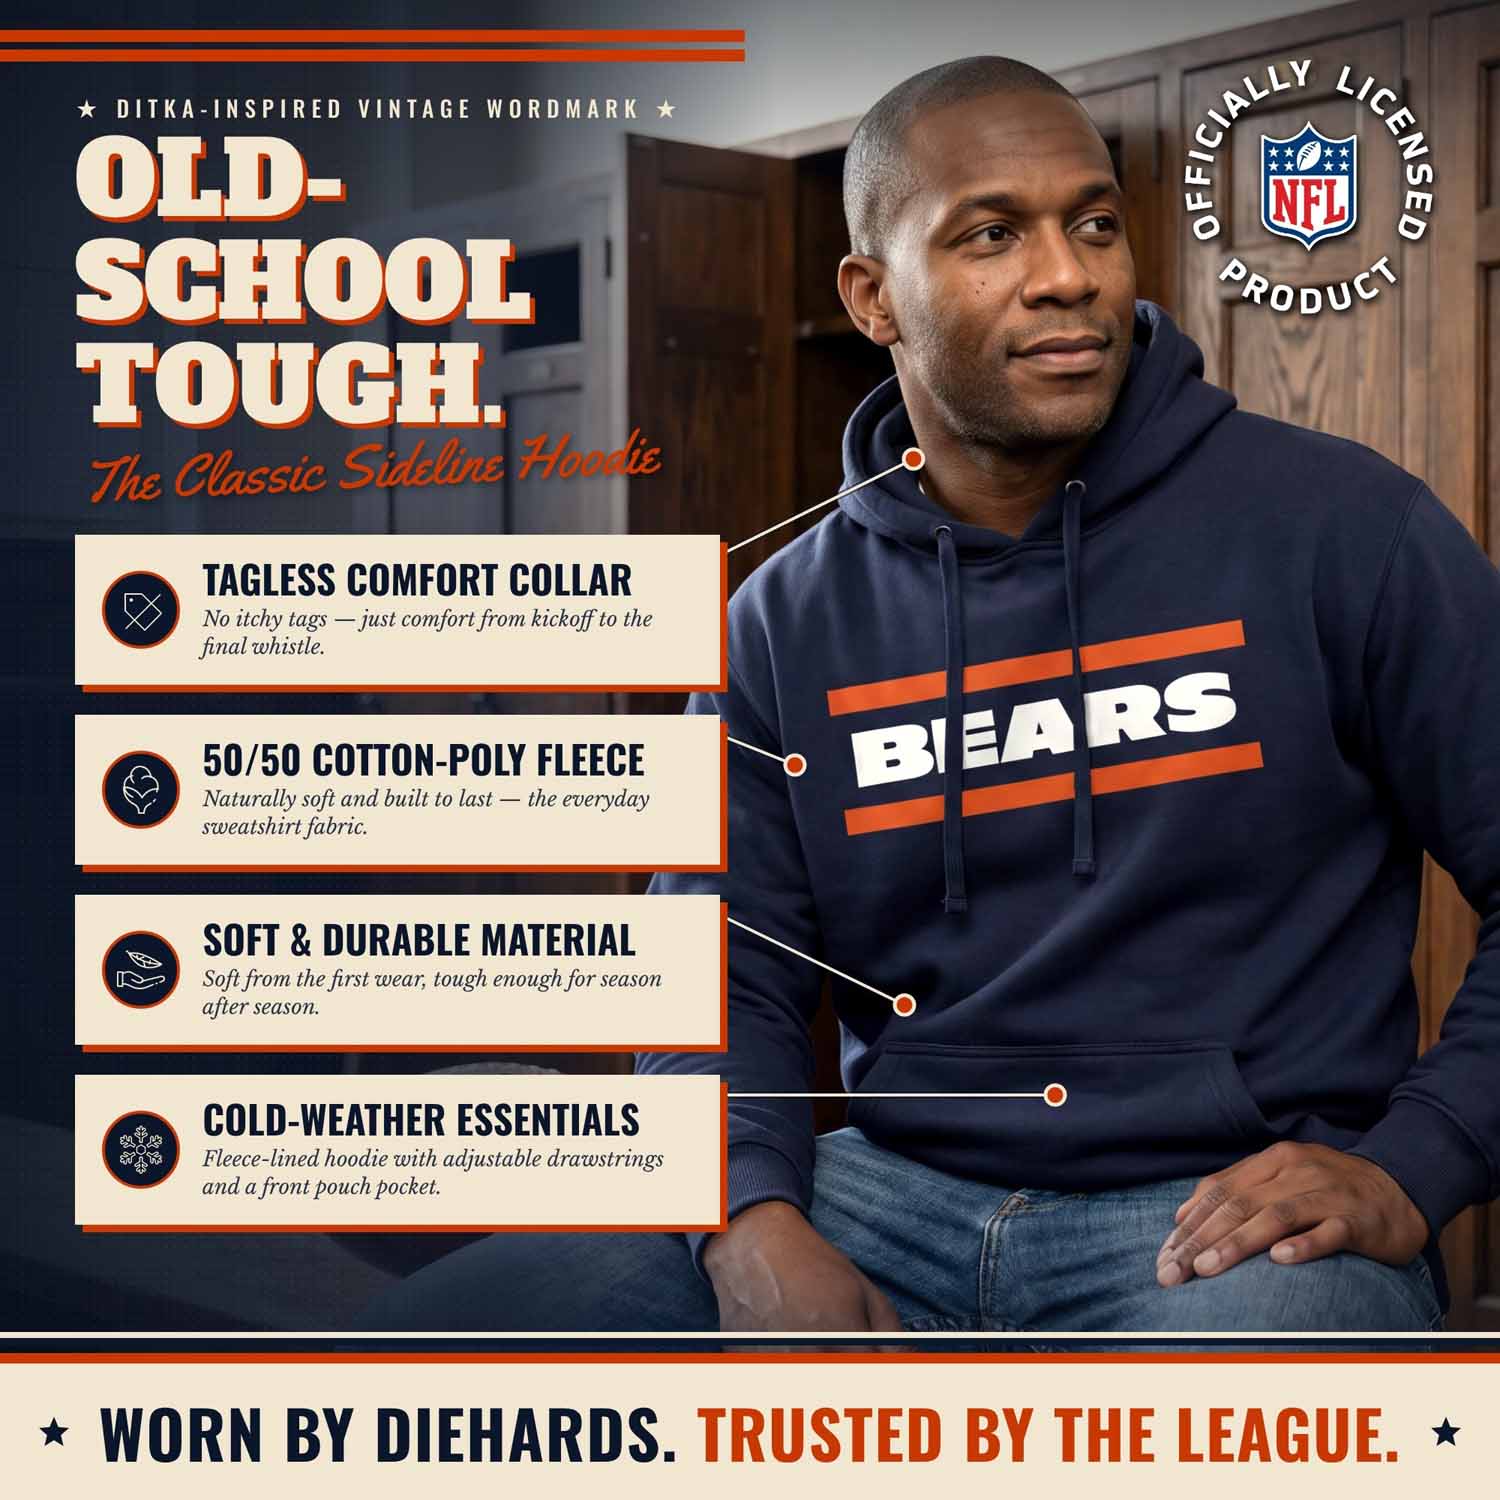 ★ DITKA-INSPIRED VINTAGE WORDMARK ★
OLD-
SCHOOL
TOUGH.
The Classic Sideline Hoodie
OFFICIALLY LICENSED
NFL
PRODUCT
TAGLESS COMFORT COLLAR
No itchy tags — just comfort from kickoff to the
final whistle.
BEARS
50/50 COTTON-POLY FLEECE
Naturally soft and built to last — the everyday
sweatshirt fabric.
SOFT & DURABLE MATERIAL
Soft from the first wear, tough enough for season
after season.
COLD-WEATHER ESSENTIALS
Fleece-lined hoodie with adjustable drawstrings
and a front pouch pocket.
★ WORN BY DIEHARDS. TRUSTED BY THE LEAGUE. ★